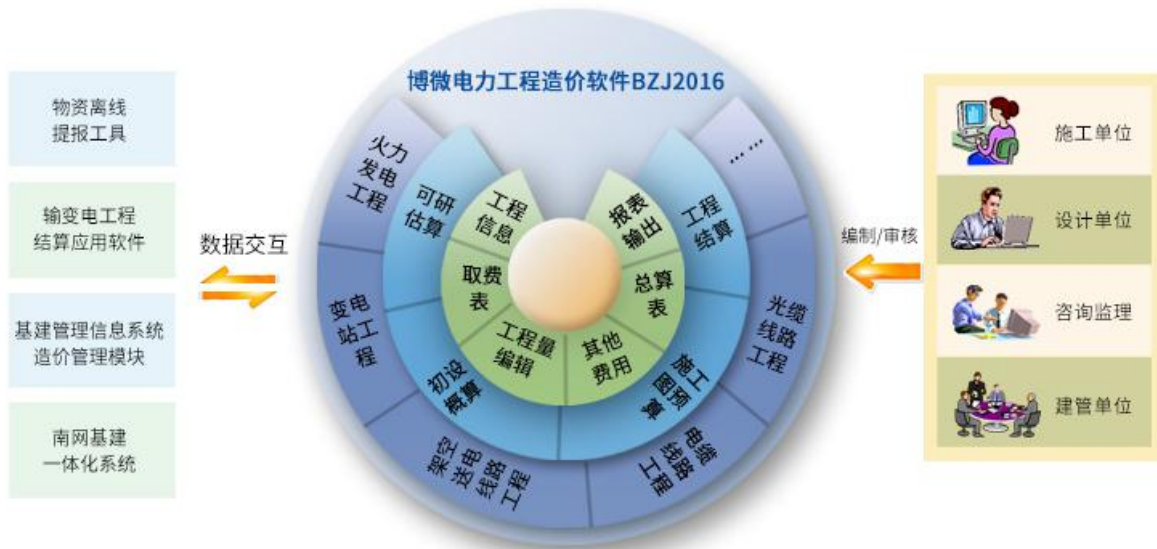 博微电力工程造价软件BZJ2016
物资离线
提报工具
输变电工程
结算应用软件
基建管理信息系统
造价管理模块
南网基建
一体化系统
数据交互
火力
发电
工程
变电
站工
程
架空
送电
线路
工程
电缆
线路
工程
光缆
线路
工程
... ...
可研
估算
初设
概算
施工
图预
算
工程
结算
工程
信息
取费
表
工程量
编辑
其他
费用
总算
表
报表
输出
编制/审核
施工单位
设计单位
咨询监理
建管单位